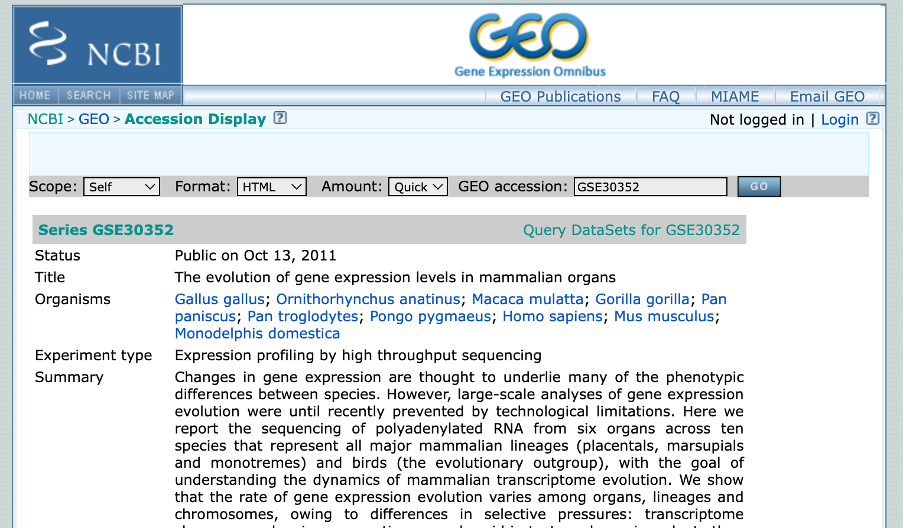 NCBI
GEO
Gene Expression Omnibus
HOME SEARCH SITE MAP
GEO Publications FAQ MIAME Email GEO
NCBI > GEO > Accession Display ?
Not logged in | Login ?
Scope: Self Format: HTML Amount: Quick GEO accession: GSE30352 GO
Series GSE30352 Query DataSets for GSE30352
Status Public on Oct 13, 2011
Title The evolution of gene expression levels in mammalian organs
Organisms Gallus gallus; Ornithorhynchus anatinus; Macaca mulatta; Gorilla gorilla; Pan
paniscus; Pan troglodytes; Pongo pygmaeus; Homo sapiens; Mus musculus;
Monodelphis domestica
Experiment type Expression profiling by high throughput sequencing
Summary Changes in gene expression are thought to underlie many of the phenotypic
differences between species. However, large-scale analyses of gene expression
evolution were until recently prevented by technological limitations. Here we
report the sequencing of polyadenylated RNA from six organs across ten
species that represent all major mammalian lineages (placentals, marsupials
and monotremes) and birds (the evolutionary outgroup), with the goal of
understanding the dynamics of mammalian transcriptome evolution. We show
that the rate of gene expression evolution varies among organs, lineages and
chromosomes, owing to differences in selective pressures: transcriptome